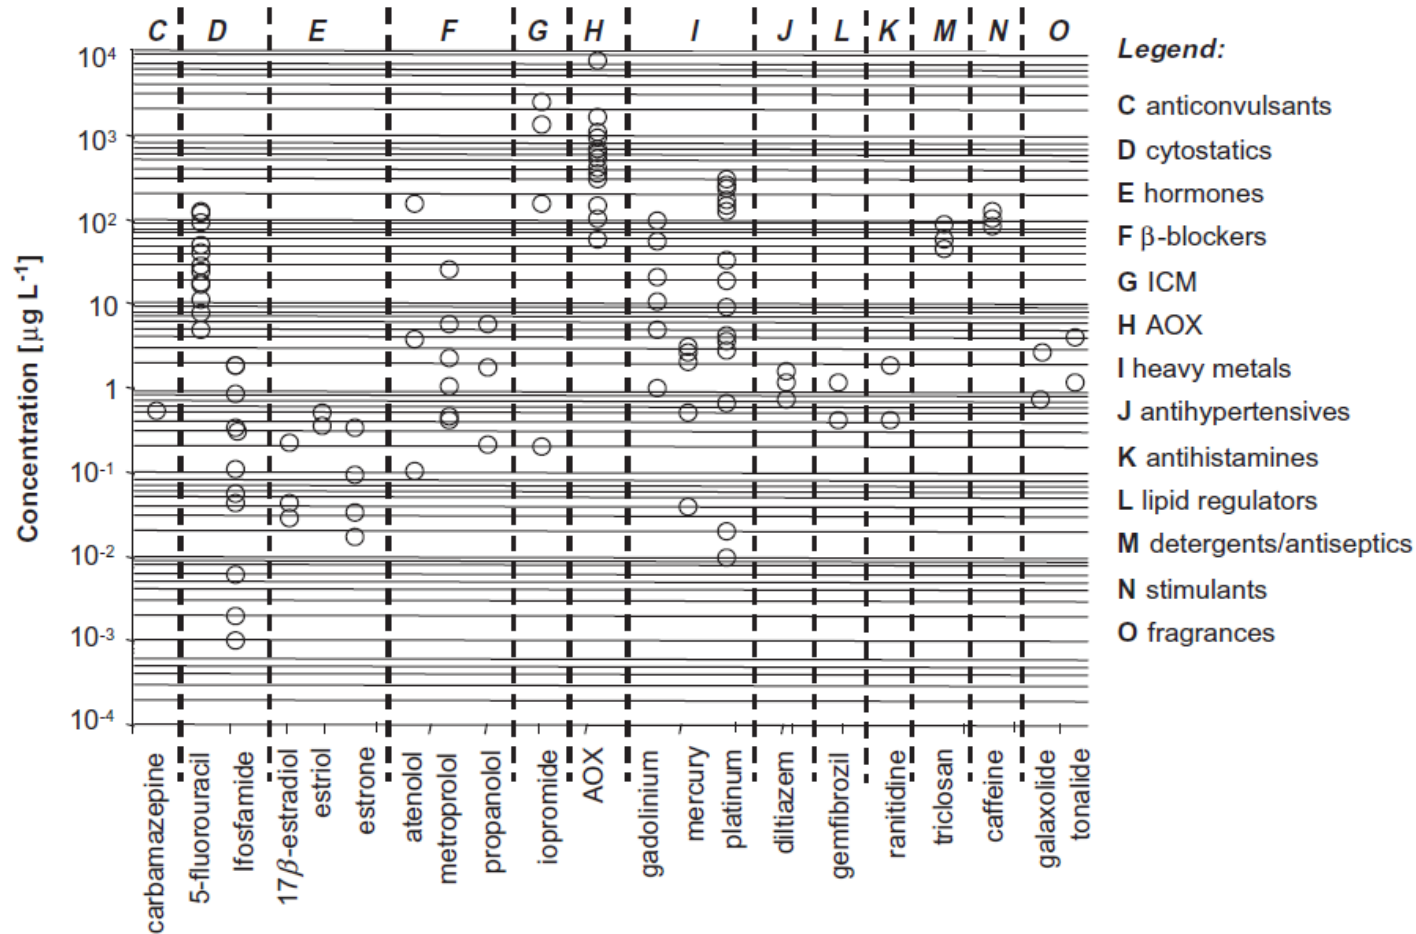 C D E F G H I J L K M N O
Legend:
C anticonvulsants
D cytostatics
E hormones
F β-blockers
G ICM
H AOX
I heavy metals
J antihypertensives
K antihistamines
L lipid regulators
M detergents/antiseptics
N stimulants
O fragrances
Concentration [µg L⁻¹]
10⁴
10³
10²
10
1
10⁻¹
10⁻²
10⁻³
10⁻⁴
carbamazepine
5-fluorouracil
Ifosfamide
17β-estradiol
estriol
estrone
atenolol
metroprolol
propanolol
iopromide
AOX
gadolinium
mercury
platinum
diltiazem
gemfibrozil
ranitidine
triclosan
caffeine
galaxolide
tonalide